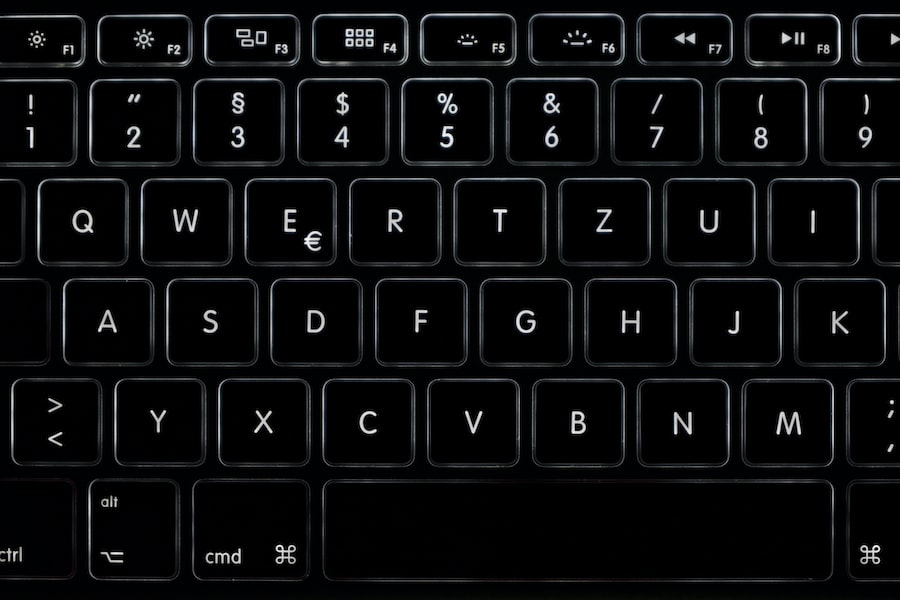 F1 F2 F3 F4 F5 F6 F7 F8
! “ § $ % & / ( )
1 2 3 4 5 6 7 8 9
Q W E € R T Z U I
A S D F G H J K
> Y X C V B N M ;
< ,
alt
ctrl ⌥ cmd ⌘ ⌘